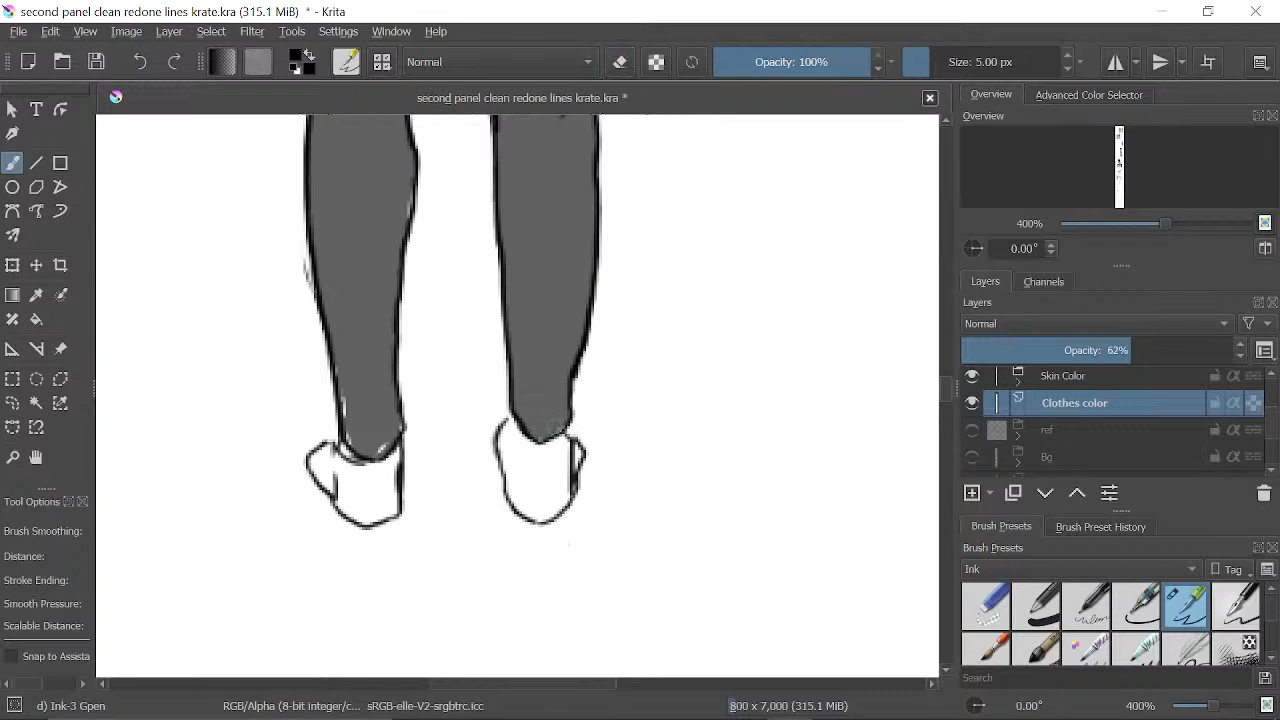 second panel clean redone lines krate.kra (315.1 MiB) * - Krita
File Edit View Image Layer Select Filter Tools Settings Window Help
Normal
Opacity: 100%
Size: 5.00 px
second panel clean redone lines krate.kra *
Overview Advanced Color Selector
Overview
400%
0.00°
Layers Channels
Layers
Normal
Opacity: 62%
Skin Color
Clothes color
ref
Bg
Tool Options
Brush Smoothing:
Distance:
Stroke Ending:
Smooth Pressure:
Scalable Distance:
Snap to Assista
Brush Presets Brush Preset History
Brush Presets
Ink
Tag
Search
d) Ink-3 Open
RGB/Alpha (8-bit integer/c... sRGB-elle-V2-srgbtrc.icc
800 x 7,000 (315.1 MiB)
0.00°
400%